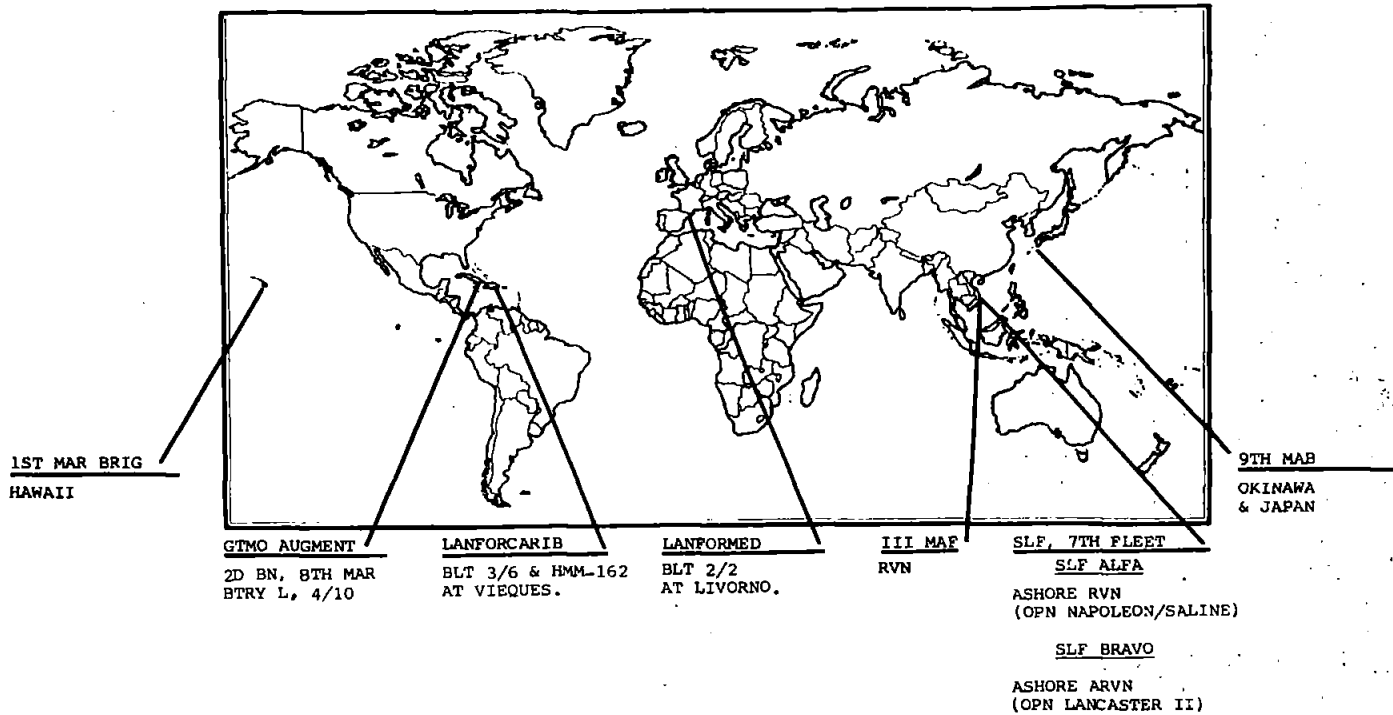 1ST MAR BRIG
HAWAII
GTMO AUGMENT
2D BN, 8TH MAR
BTRY L, 4/10
LANFORCARIB
BLT 3/6 & HMM-162
AT VIEQUES.
LANFORMED
BLT 2/2
AT LIVORNO.
III MAF
RVN
SLF, 7TH FLEET
SLF ALFA
ASHORE RVN
(OPN NAPOLEON/SALINE)
SLF BRAVO
ASHORE ARVN
(OPN LANCASTER II)
9TH MAB
OKINAWA
& JAPAN